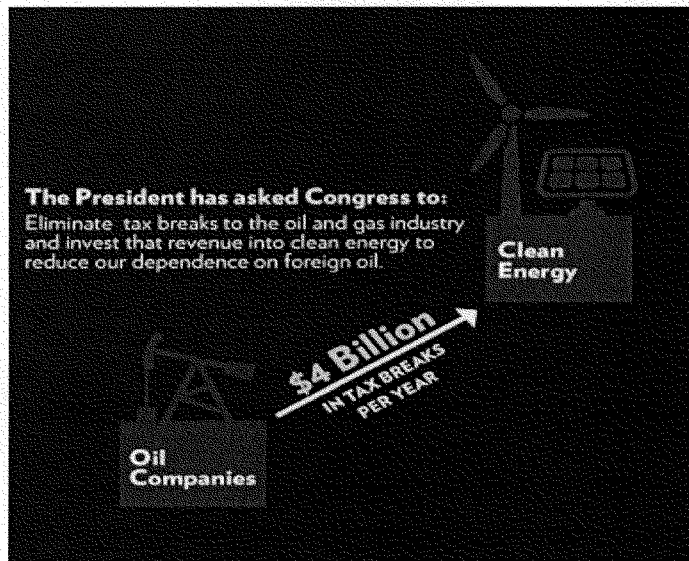 The President has asked Congress to:
Eliminate tax breaks to the oil and gas industry
and invest that revenue into clean energy to
reduce our dependence on foreign oil.
Clean
Energy
$4 Billion
IN TAX BREAKS
PER YEAR
Oil
Companies